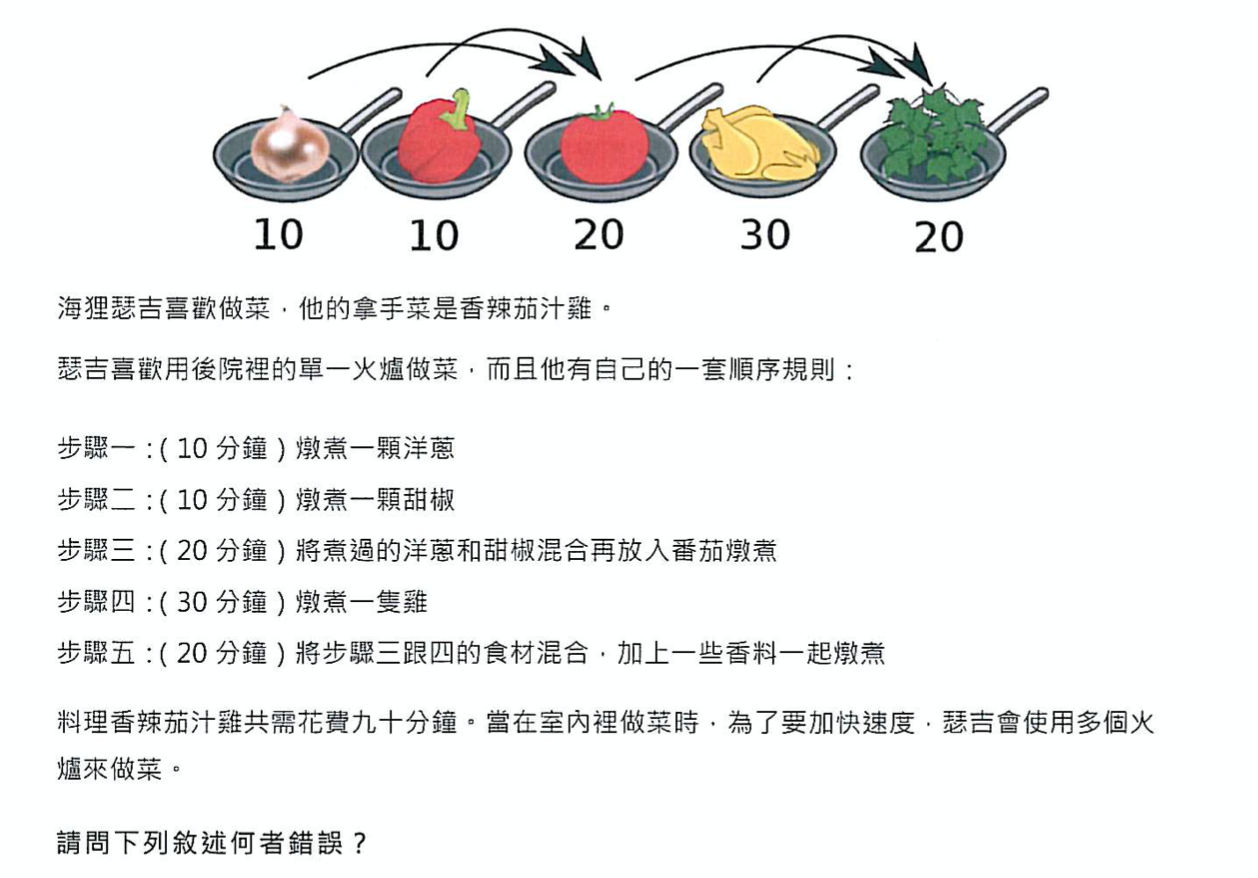 10 10 20 30 20
海狸瑟吉喜歡做菜，他的拿手菜是香辣茄汁雞。
瑟吉喜歡用後院裡的單一火爐做菜，而且他有自己的一套順序規則：
步驟一：( 10 分鐘 ) 燉煮一顆洋蔥
步驟二：( 10 分鐘 ) 燉煮一顆甜椒
步驟三：( 20 分鐘 ) 將煮過的洋蔥和甜椒混合再放入番茄燉煮
步驟四：( 30 分鐘 ) 燉煮一隻雞
步驟五：( 20 分鐘 ) 將步驟三跟四的食材混合，加上一些香料一起燉煮
料理香辣茄汁雞共需花費九十分鐘。當在室內裡做菜時，為了要加快速度，瑟吉會使用多個火
爐來做菜。
請問下列敘述何者錯誤？